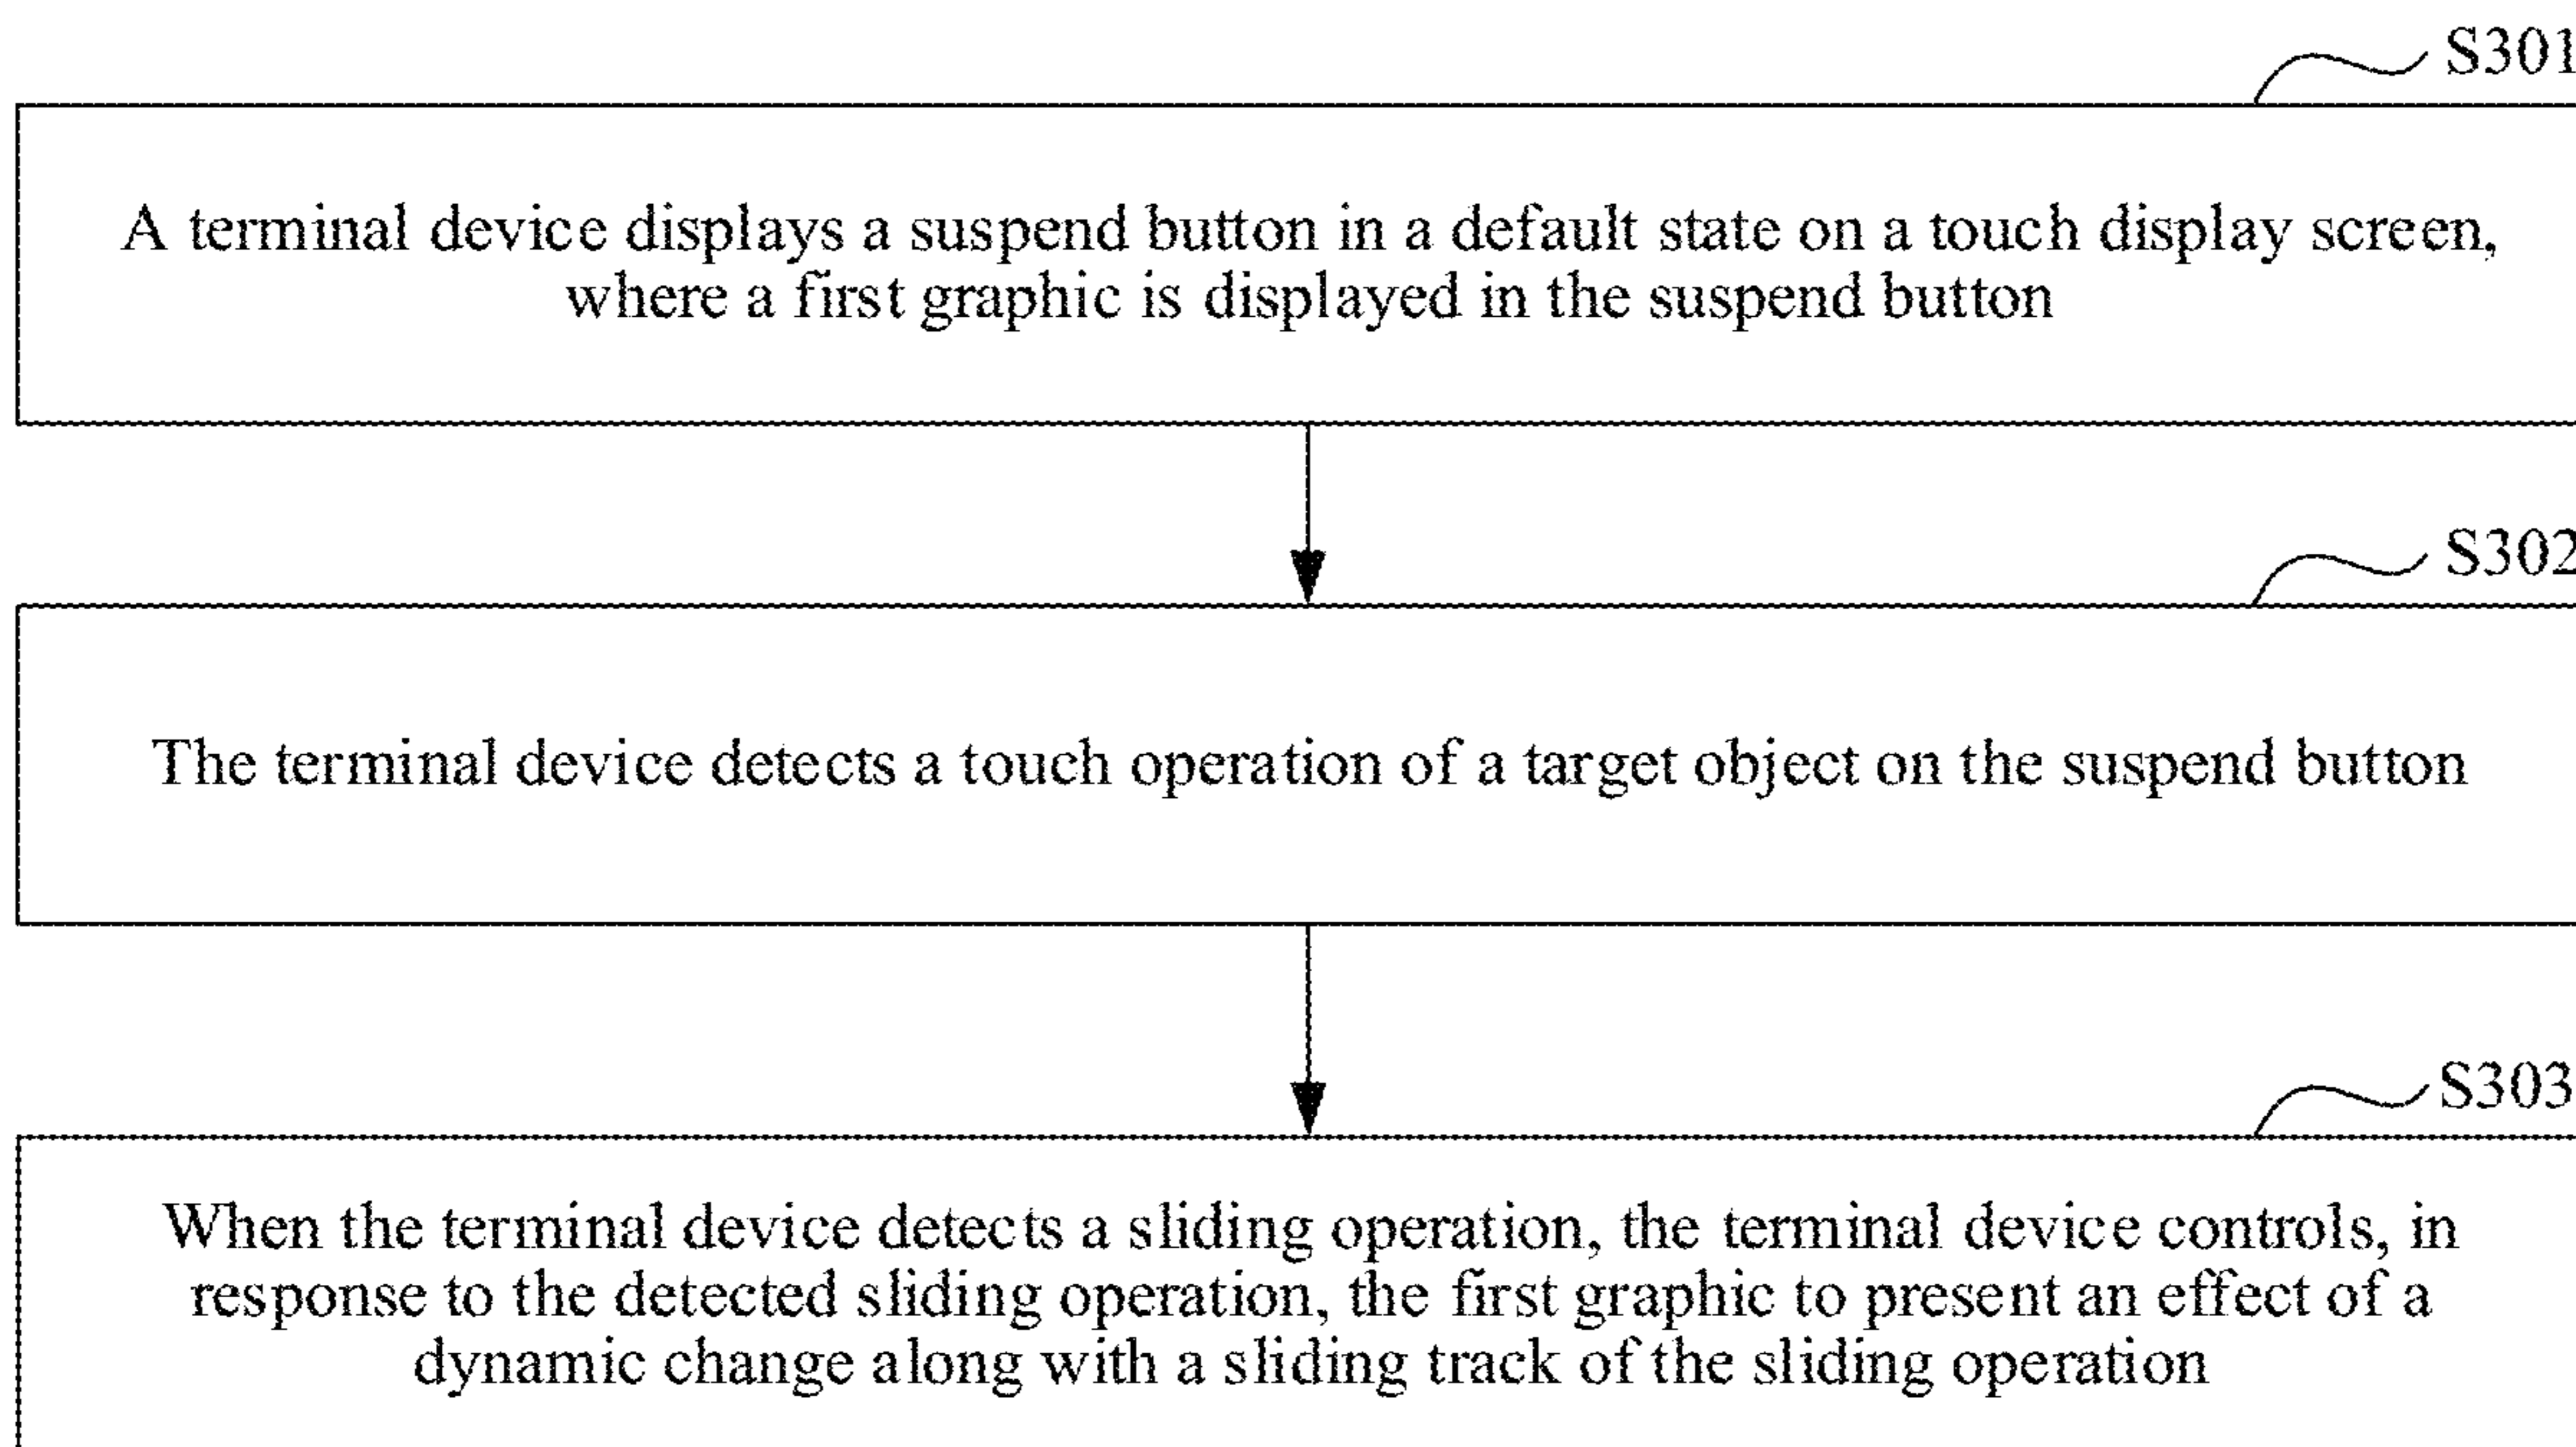 S301
A terminal device displays a suspend button in a default state on a touch display screen,
where a first graphic is displayed in the suspend button
S302
The terminal device detects a touch operation of a target object on the suspend button
S303
When the terminal device detects a sliding operation, the terminal device controls, in
response to the detected sliding operation, the first graphic to present an effect of a
dynamic change along with a sliding track of the sliding operation